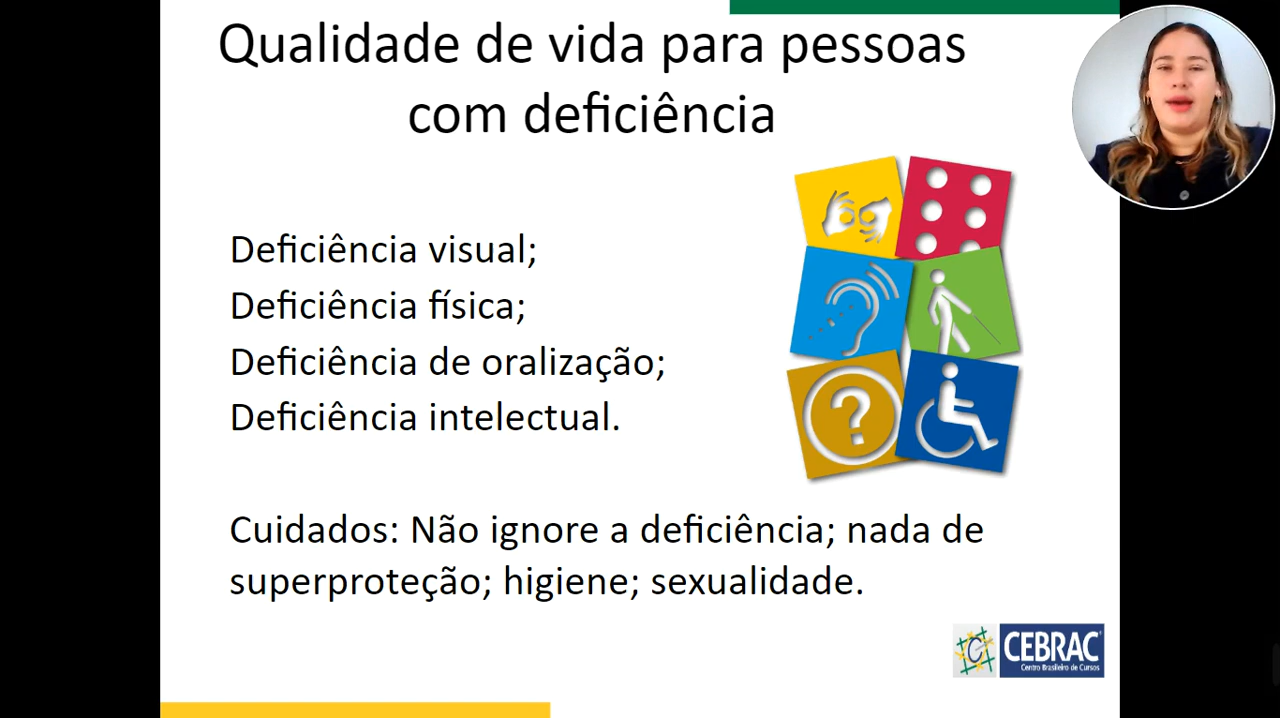 Qualidade de vida para pessoas
com deficiência
Deficiência visual;
Deficiência física;
Deficiência de oralização;
Deficiência intelectual.
Cuidados: Não ignore a deficiência; nada de
superproteção; higiene; sexualidade.
?
C
CEBRAC
Centro Brasileiro de Cursos